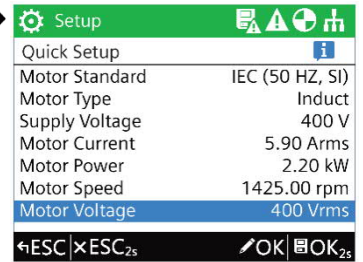 Setup
Quick Setup i
Motor Standard IEC (50 HZ, SI)
Motor Type Induct
Supply Voltage 400 V
Motor Current 5.90 Arms
Motor Power 2.20 kW
Motor Speed 1425.00 rpm
Motor Voltage 400 Vrms
ESC ESC2s OK OK2s